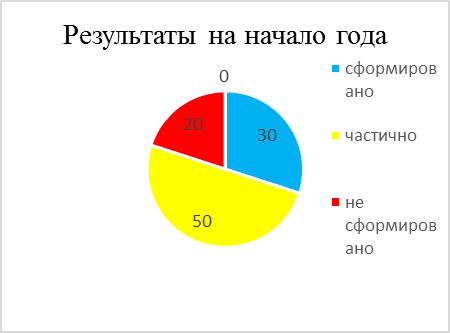 Результаты на начало года
0
20
30
50
сформиров
ано
частично
не
сформиров
ано